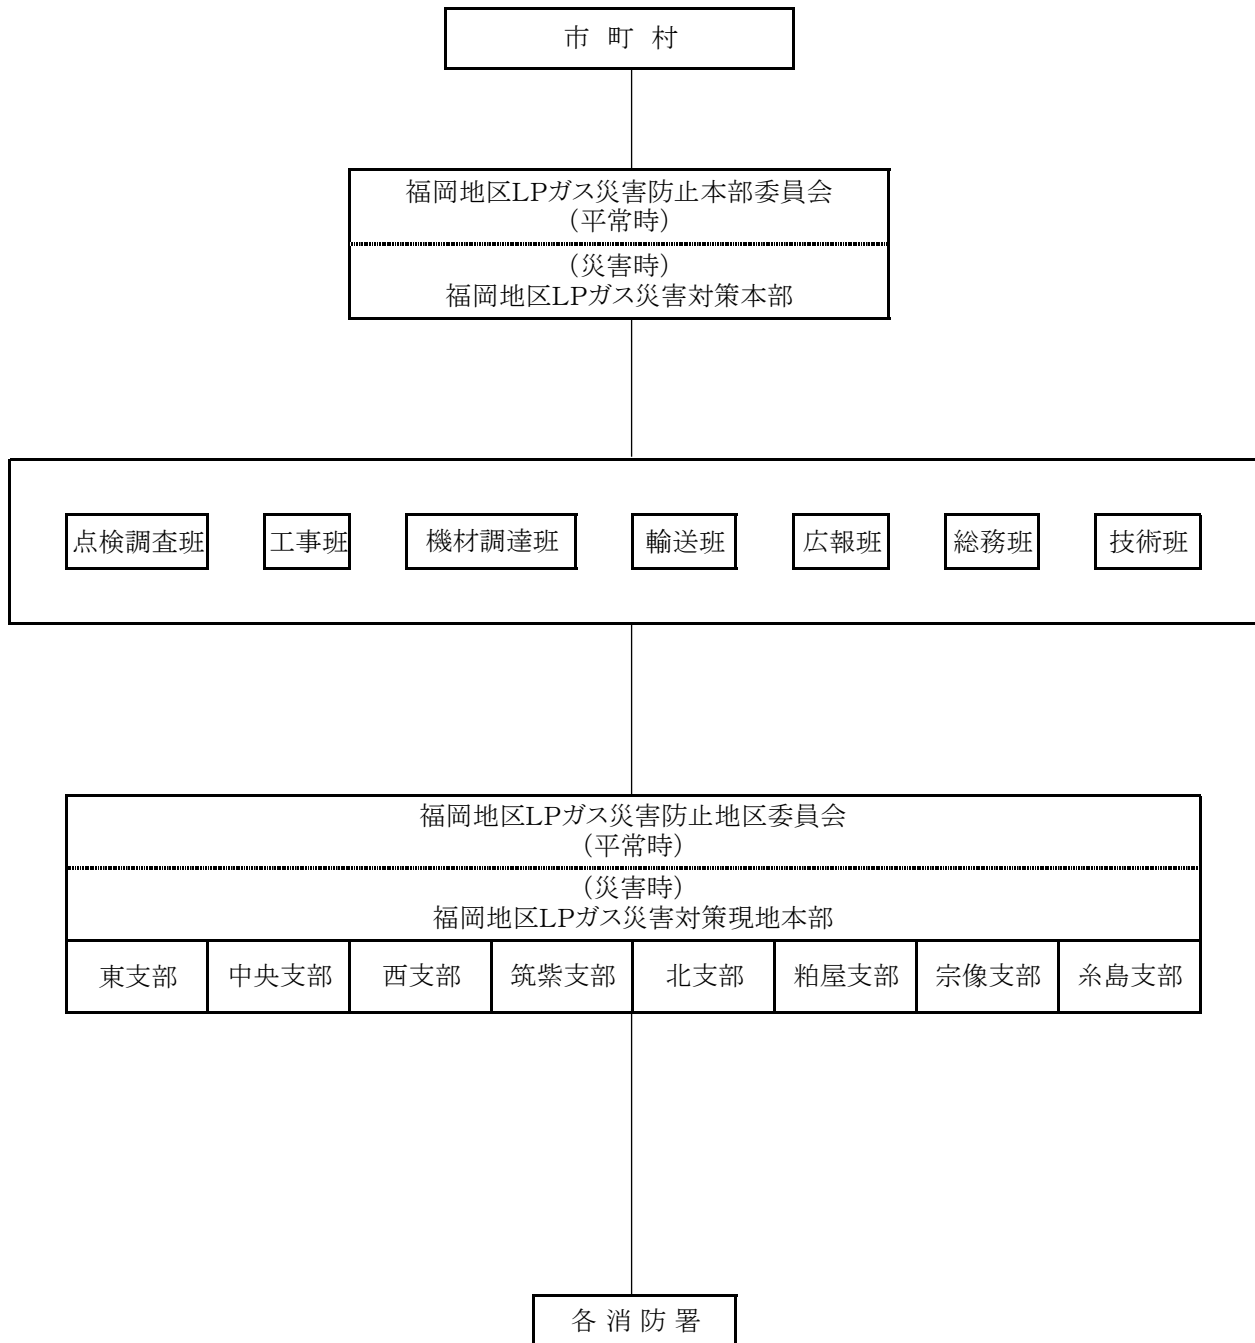 市町村
福岡地区LPガス災害防止本部委員会
（平常時）
（災害時）
福岡地区LPガス災害対策本部
点検調査班 工事班 機材調達班 輸送班 広報班 総務班 技術班
福岡地区LPガス災害防止地区委員会
（平常時）
（災害時）
福岡地区LPガス災害対策現地本部
東支部 中央支部 西支部 筑紫支部 北支部 粕屋支部 宗像支部 糸島支部
各消防署